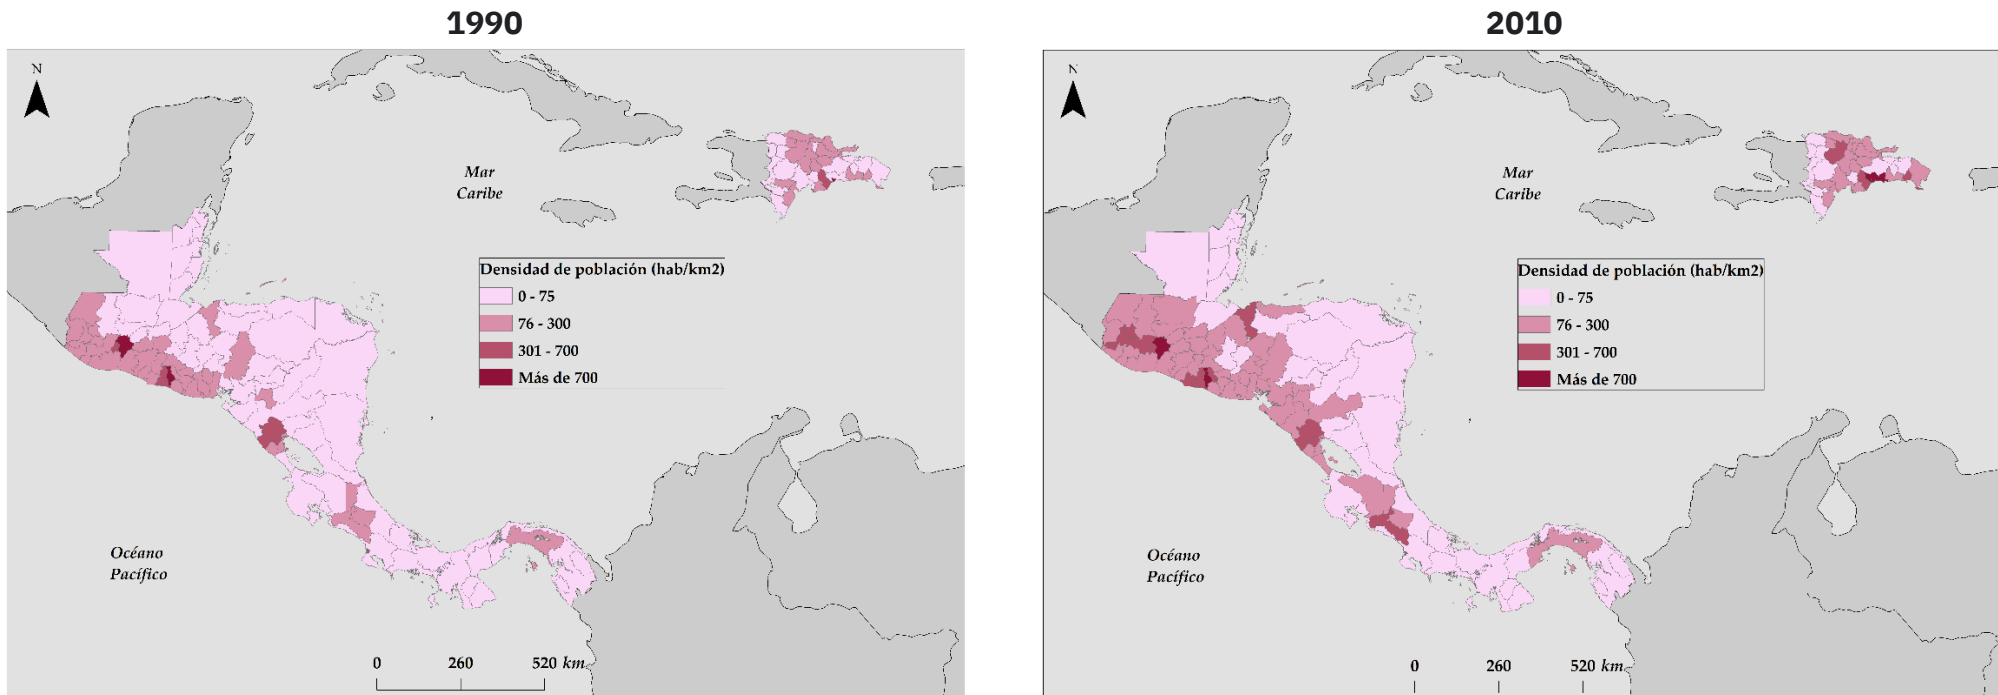 1990
N
Mar
Caribe
Densidad de población (hab/km2)
0 - 75
76 - 300
301 - 700
Más de 700
Océano
Pacífico
0 260 520 km
2010
N
Mar
Caribe
Densidad de población (hab/km2)
0 - 75
76 - 300
301 - 700
Más de 700
Océano
Pacífico
0 260 520 km